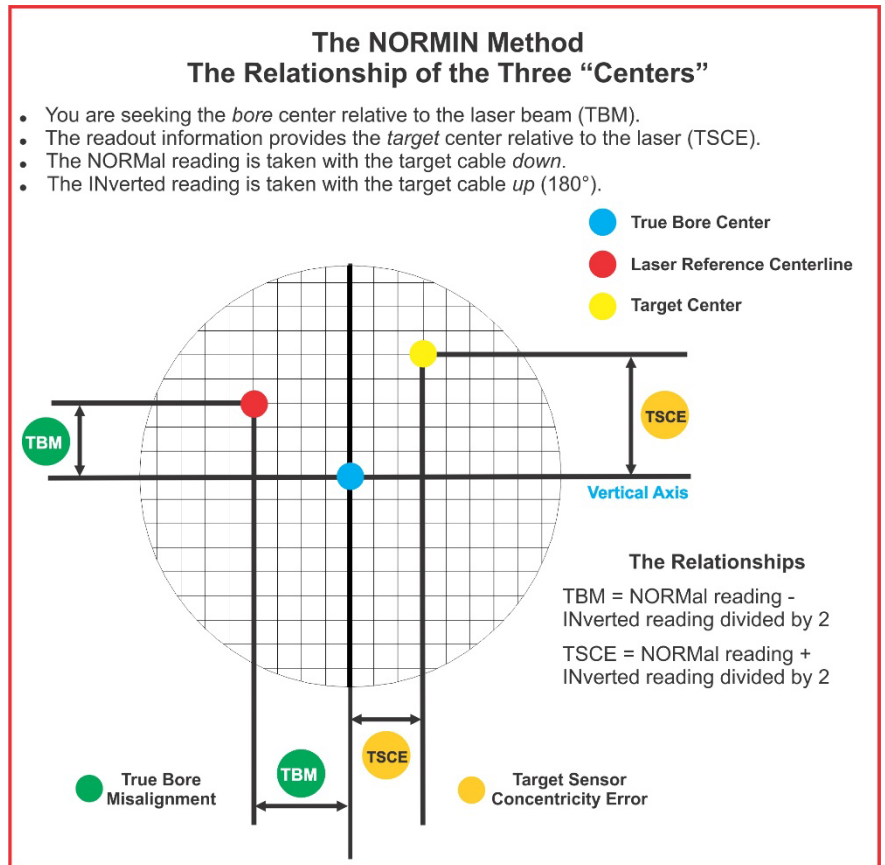 The NORMIN Method
The Relationship of the Three “Centers”
• You are seeking the bore center relative to the laser beam (TBM).
• The readout information provides the target center relative to the laser (TSCE).
• The NORMal reading is taken with the target cable down.
• The INverted reading is taken with the target cable up (180°).
True Bore Center
Laser Reference Centerline
Target Center
TBM
TSCE
Vertical Axis
The Relationships
TBM = NORMal reading -
INverted reading divided by 2
TSCE = NORMal reading +
INverted reading divided by 2
TSCE
TBM
True Bore
Misalignment
Target Sensor
Concentricity Error